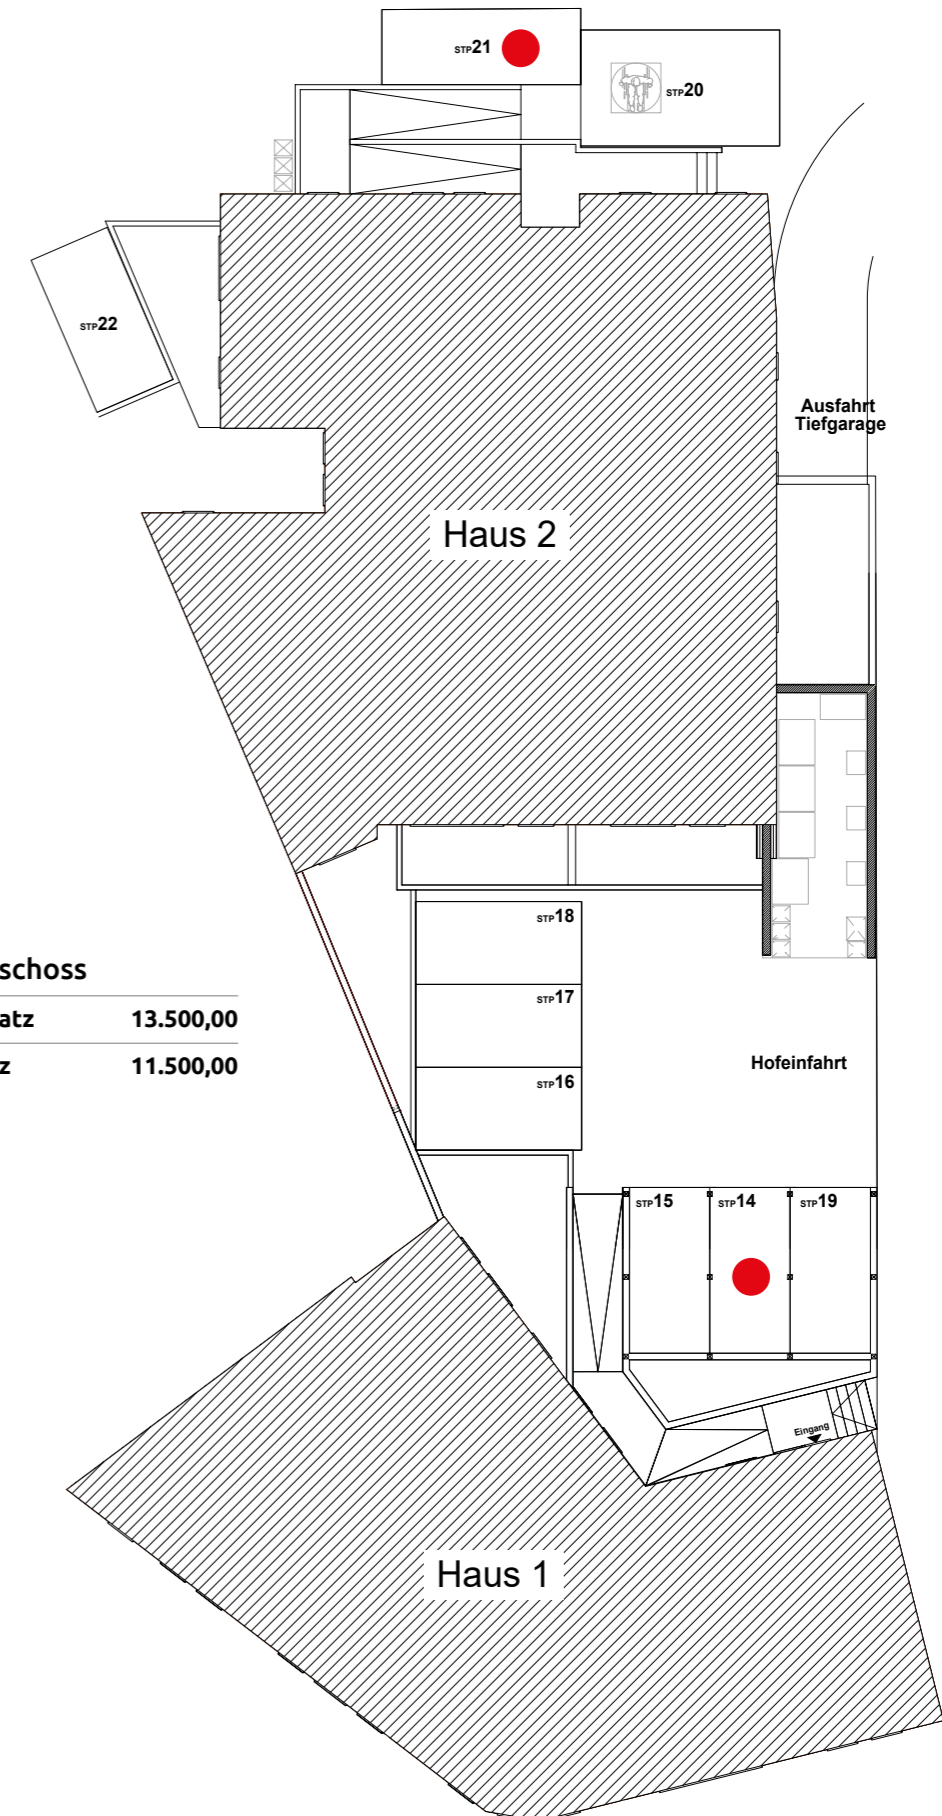 STP21
STP20
STP22
Ausfahrt
Tiefgarage
Haus 2
STP18
schoss
atz 13.500,00
STP17
z 11.500,00
Hofeinfahrt
STP16
STP15 STP14 STP19
Eingang
Haus 1